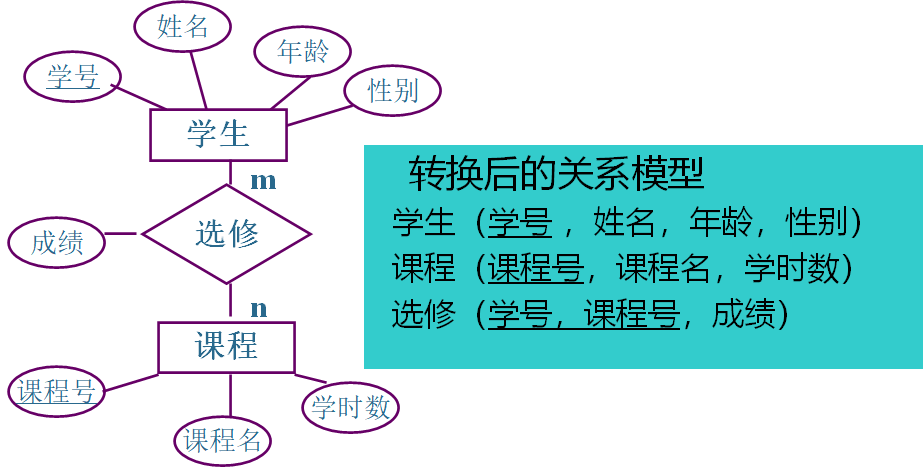 姓名
年龄
学号
性别
学生
m
选修
成绩
n
课程
课程号
学时数
课程名
转换后的关系模型
学生（学号 ，姓名，年龄，性别）
课程（课程号，课程名，学时数）
选修（学号，课程号，成绩）